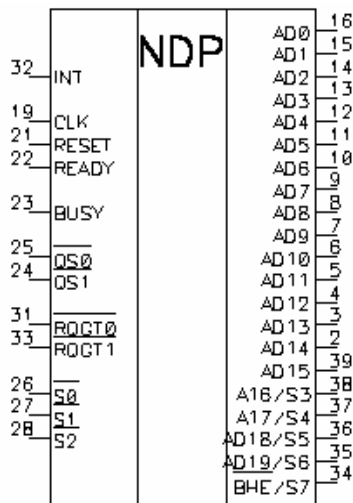 NDP
32 INT
19 CLK
21 RESET
22 READY
23 BUSY
25 QS0
24 QS1
31 RQGT0
33 RQGT1
26 S0
27 S1
28 S2
AD0 16
AD1 15
AD2 14
AD3 13
AD4 12
AD5 11
AD6 10
AD7 9
AD8 8
AD9 7
AD10 6
AD11 5
AD12 4
AD13 3
AD14 2
AD15 39
A16/S3 38
A17/S4 37
AD18/S5 36
AD19/S6 35
BHE/S7 34